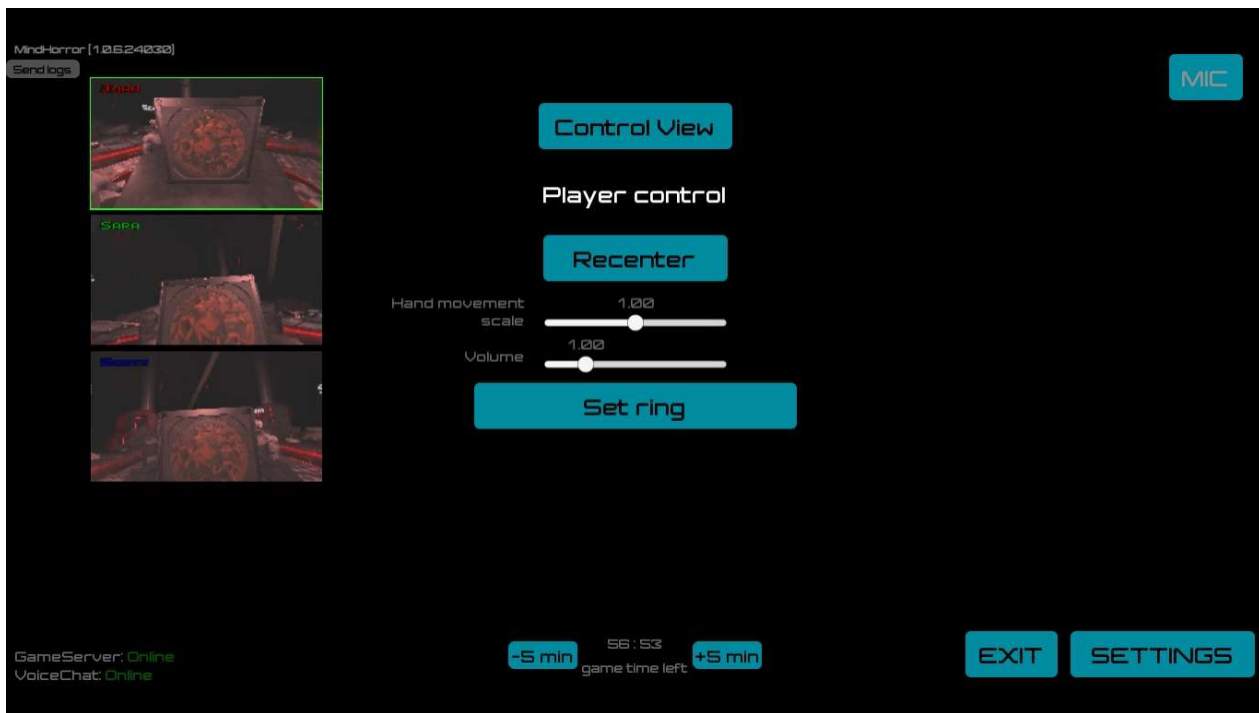 MindHorror [1.0.6.24030]
Send logs
MIC
Control View
Player control
SARA
Recenter
Hand movement
scale
1.00
Volume
1.00
Set ring
GameServer: Online
VoiceChat: Online
-5 min
56:53
game time left
+5 min
EXIT
SETTINGS